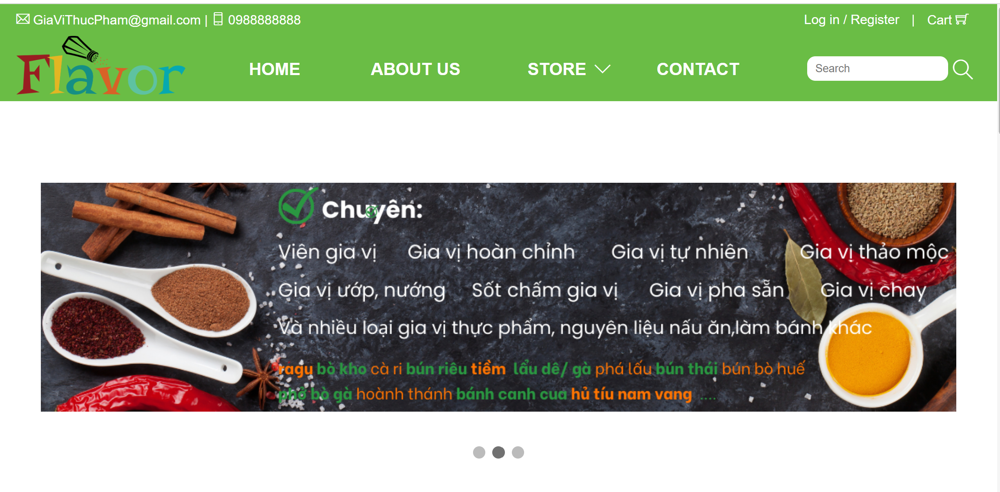 GiaViThucPham@gmail.com | 0988888888
Log in / Register | Cart
Flavor
HOME ABOUT US STORE CONTACT
Search
Chuyên:
Viên gia vị Gia vị hoàn chỉnh Gia vị tự nhiên Gia vị thảo mộc
Gia vị ướp, nướng Sốt chấm gia vị Gia vị pha sẵn Gia vị chay
Và nhiều loại gia vị thực phẩm, nguyên liệu nấu ăn,làm bánh khác
ragu bò kho cà ri bún riêu tiềm lẩu dê/ gà phá lấu bún thái bún bò huế
phở bò gà hoành thánh bánh canh cua hủ tíu nam vang ....